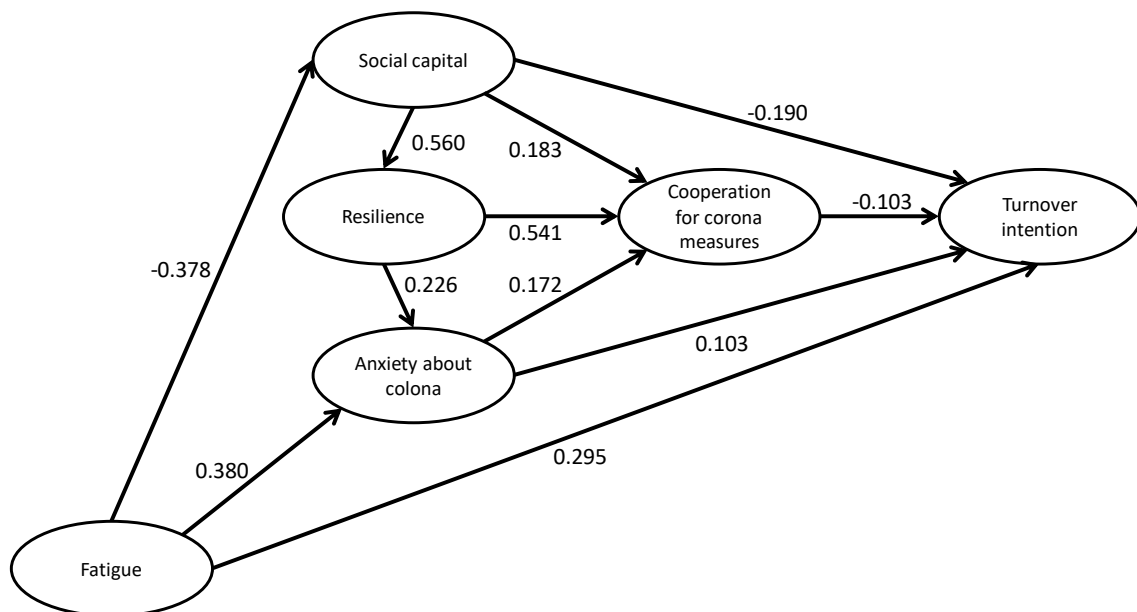 Social capital
-0.190
0.560
0.183
Resilience
Cooperation
for corona
measures
-0.103
Turnover
intention
0.541
-0.378
0.226
0.172
Anxiety about
colona
0.103
0.380
0.295
Fatigue